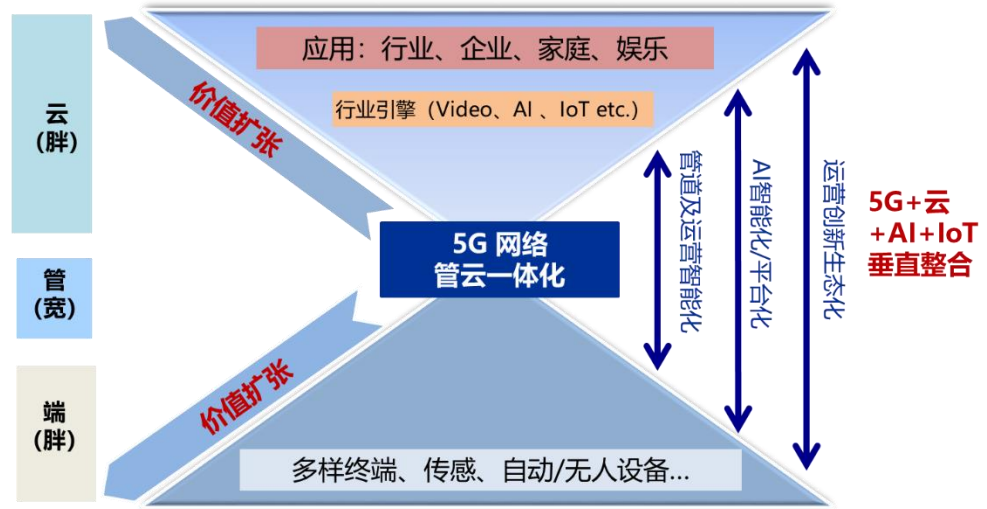 云
(胖)
管
(宽)
端
(胖)
价值扩张
价值扩张
应用：行业、企业、家庭、娱乐
行业引擎（Video、AI 、IoT etc.）
5G 网络
管云一体化
多样终端、传感、自动/无人设备...
管道及运营智能化
AI智能化/平台化
运营创新生态化
5G+云
+AI+IoT
垂直整合